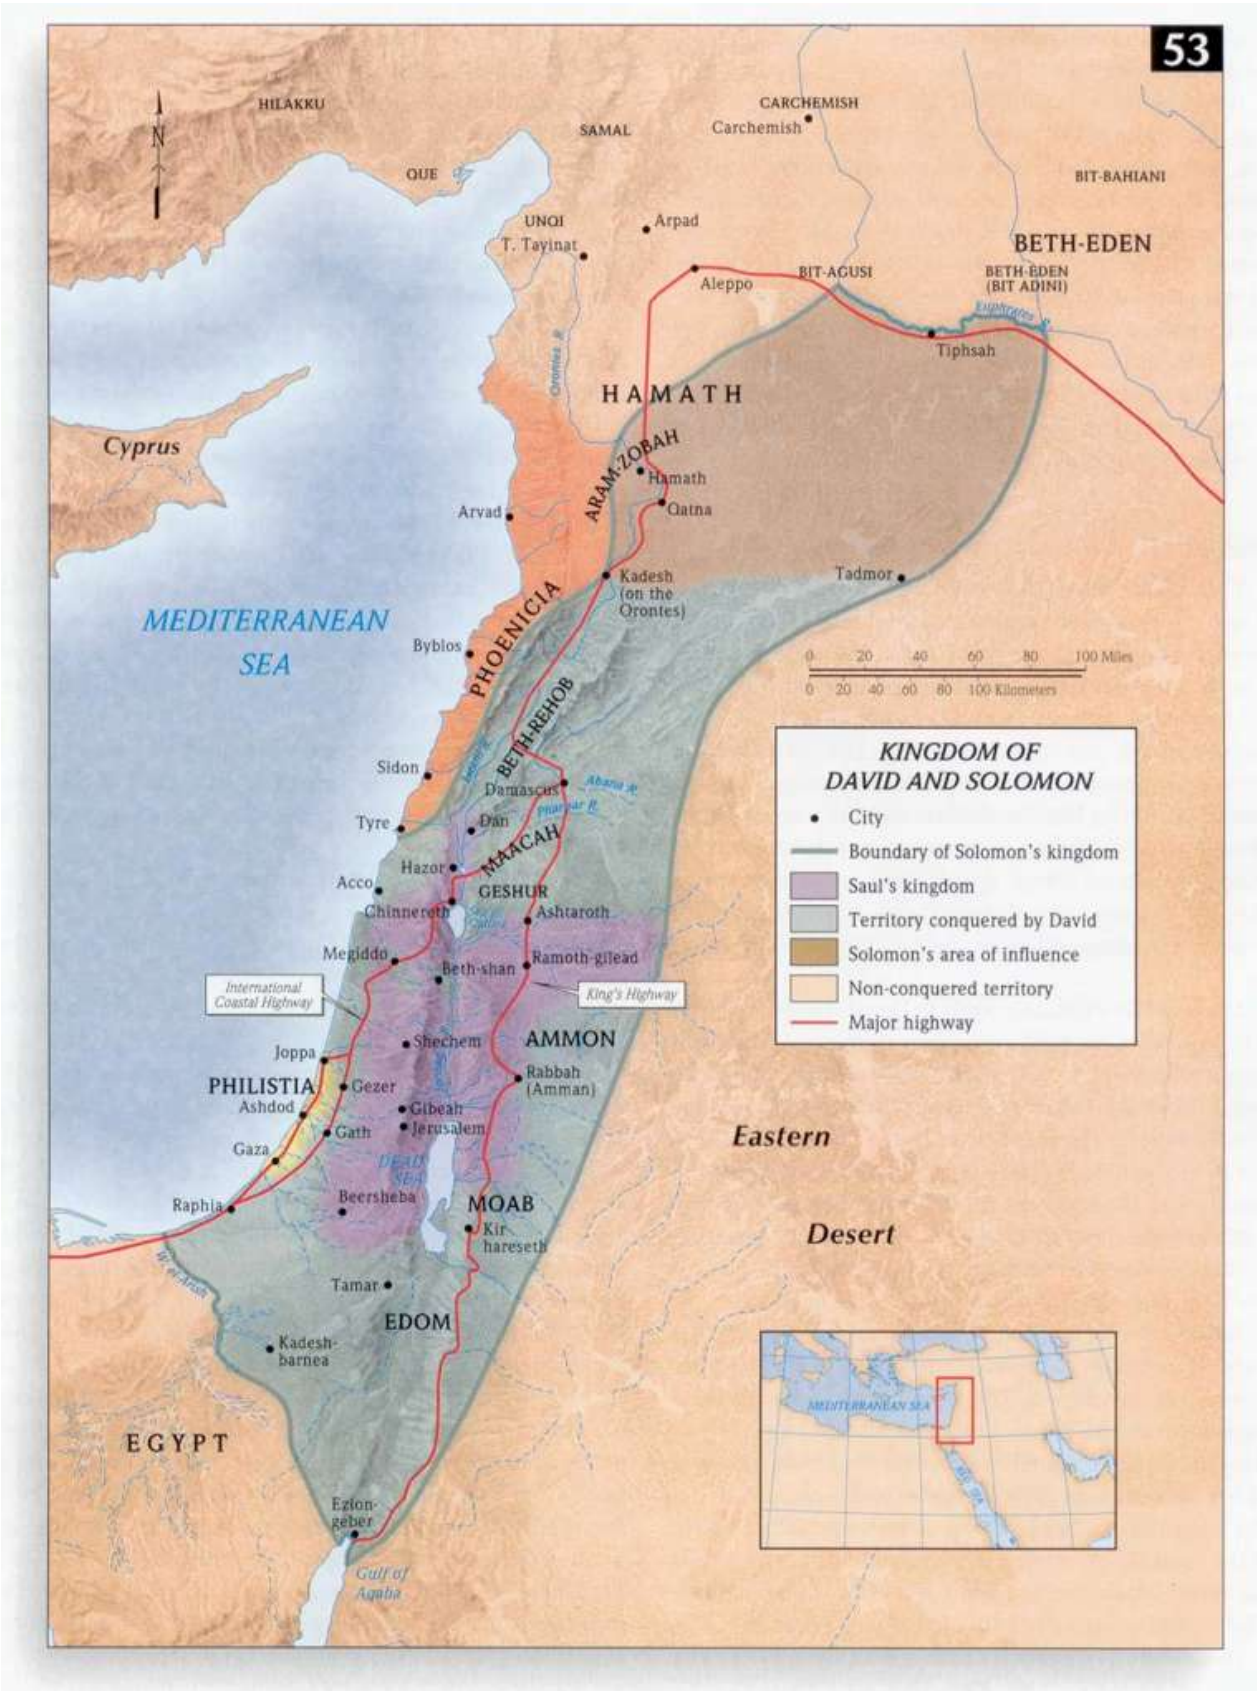 53
HILAKKU
CARCHEMISH
Carchemish
SAMAL
N
QUE
BIT-BAHIANI
UNQI
Arpad
T. Tayinat
BETH-EDEN
BIT-AGUSI
BETH-EDEN
(BIT ADINI)
Aleppo
Euphrates R.
Tiphsah
Orontes R.
HAMATH
Cyprus
ARAM-ZOBAH
Hamath
Qatna
Arvad
Kadesh
(on the
Orontes)
Tadmor
MEDITERRANEAN
SEA
PHOENICIA
Byblos
0 20 40 60 80 100 Miles
0 20 40 60 80 100 Kilometers
BETH-REHOB
Sidon
Damascus
Abana R.
Pharpar R.
Tyre
Dan
MAACAH
Hazor
Acco
GESHUR
Chinnereth
Ashtaroth
Megiddo
Ramoth-gilead
Beth-shan
International
Coastal Highway
King's Highway
KINGDOM OF
DAVID AND SOLOMON
City
Boundary of Solomon's kingdom
Saul's kingdom
Territory conquered by David
Solomon's area of influence
Non-conquered territory
Major highway
Shechem
AMMON
Joppa
Rabbah
(Amman)
PHILISTIA
Gezer
Ashdod
Gibeah
Jerusalem
Gath
Gaza
DEAD
SEA
Eastern
Desert
Beersheba
Raphia
MOAB
Kir-
hareseth
W. el-Arish
Tamar
EDOM
Kadesh-
barnea
MEDITERRANEAN SEA
RED SEA
EGYPT
Ezion-
geber
Gulf of
Aqaba